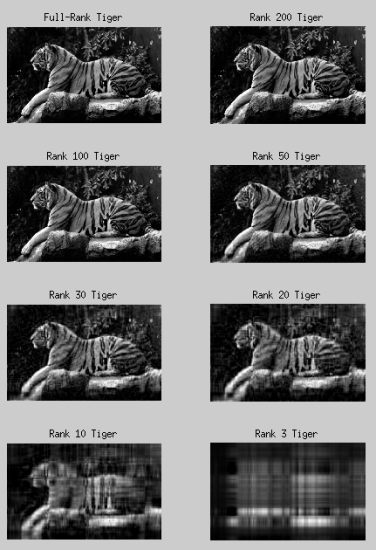 Full-Rank Tiger
Rank 200 Tiger
Rank 100 Tiger
Rank 50 Tiger
Rank 30 Tiger
Rank 20 Tiger
Rank 10 Tiger
Rank 3 Tiger